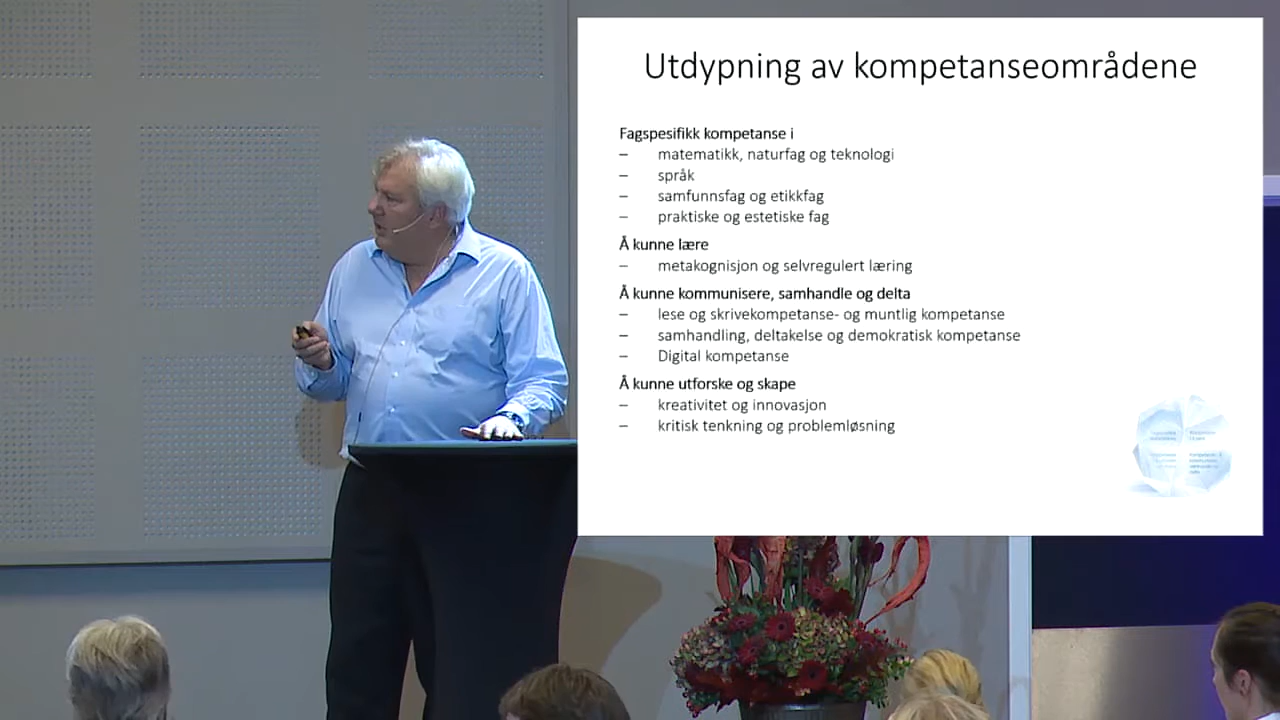 Utdypning av kompetanseområdene
Fagspesifikk kompetanse i
– matematikk, naturfag og teknologi
– språk
– samfunnsfag og etikkfag
– praktiske og estetiske fag
Å kunne lære
– metakognisjon og selvregulert læring
Å kunne kommunisere, samhandle og delta
– lese og skrivekompetanse- og muntlig kompetanse
– samhandling, deltakelse og demokratisk kompetanse
– Digital kompetanse
Å kunne utforske og skape
– kreativitet og innovasjon
– kritisk tenkning og problemløsning